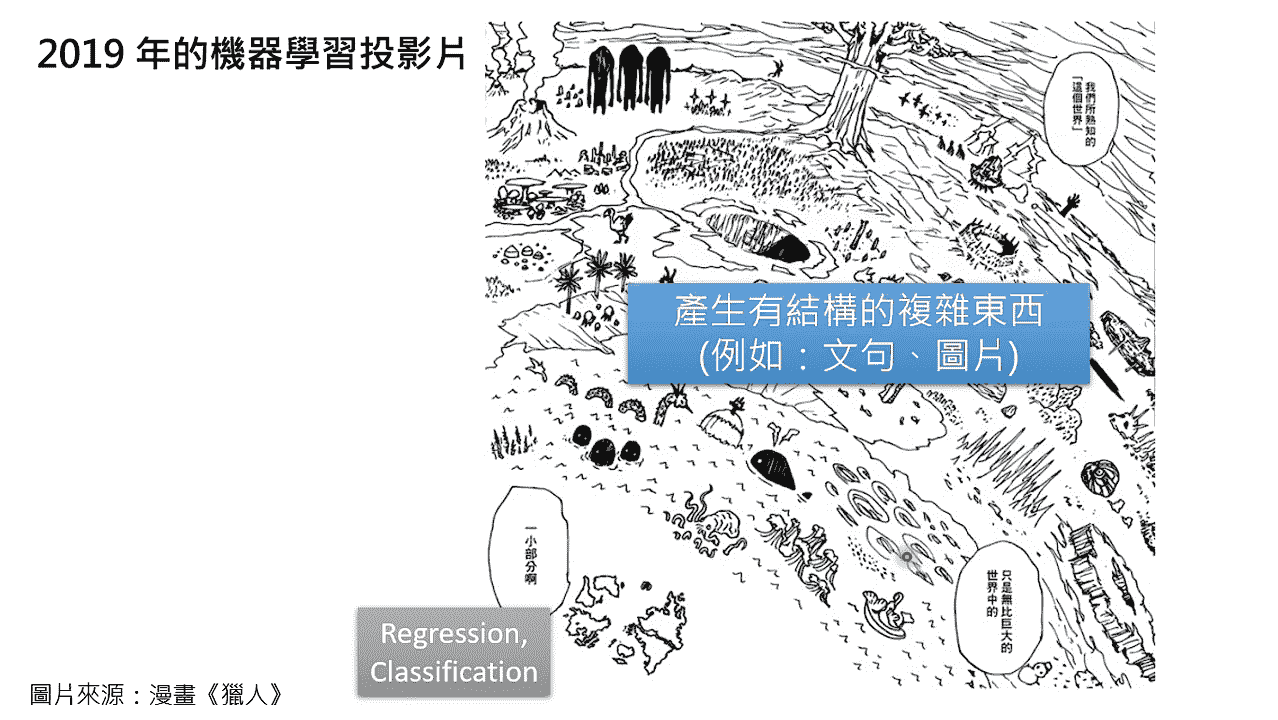 2019 年的機器學習投影片
我們所熟知的
「這個世界」
產生有結構的複雜東西
(例如：文句、圖片)
只是無比巨大的
世界中的
一小部分啊
Regression,
Classification
圖片來源：漫畫《獵人》